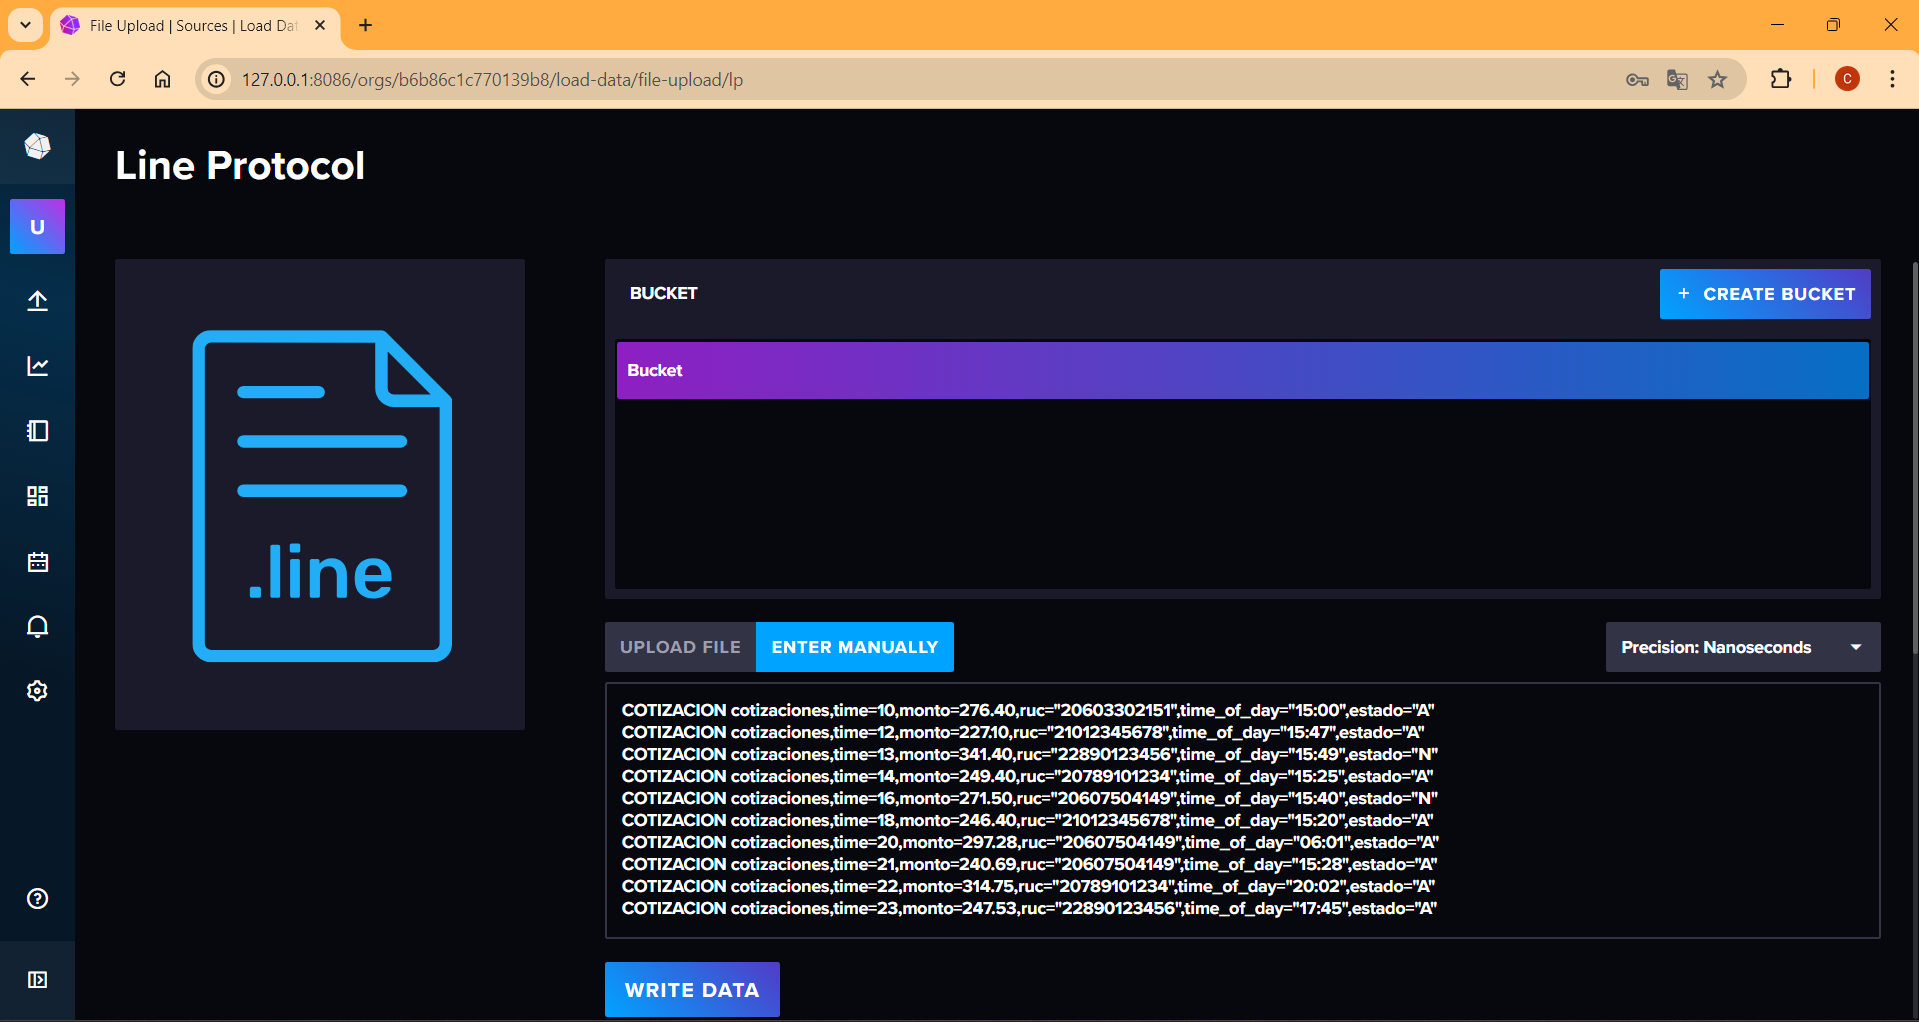 File Upload | Sources | Load Dat
127.0.0.1:8086/orgs/b6b86c1c770139b8/load-data/file-upload/lp
C
Line Protocol
U
BUCKET
+ CREATE BUCKET
Bucket
.line
UPLOAD FILE
ENTER MANUALLY
Precision: Nanoseconds
COTIZACION cotizaciones,time=10,monto=276.40,ruc="20603302151",time_of_day="15:00",estado="A"
COTIZACION cotizaciones,time=12,monto=227.10,ruc="21012345678",time_of_day="15:47",estado="A"
COTIZACION cotizaciones,time=13,monto=341.40,ruc="22890123456",time_of_day="15:49",estado="N"
COTIZACION cotizaciones,time=14,monto=249.40,ruc="20789101234",time_of_day="15:25",estado="A"
COTIZACION cotizaciones,time=16,monto=271.50,ruc="20607504149",time_of_day="15:40",estado="N"
COTIZACION cotizaciones,time=18,monto=246.40,ruc="21012345678",time_of_day="15:20",estado="A"
COTIZACION cotizaciones,time=20,monto=297.28,ruc="20607504149",time_of_day="06:01",estado="A"
COTIZACION cotizaciones,time=21,monto=240.69,ruc="20607504149",time_of_day="15:28",estado="A"
COTIZACION cotizaciones,time=22,monto=314.75,ruc="20789101234",time_of_day="20:02",estado="A"
COTIZACION cotizaciones,time=23,monto=247.53,ruc="22890123456",time_of_day="17:45",estado="A"
WRITE DATA